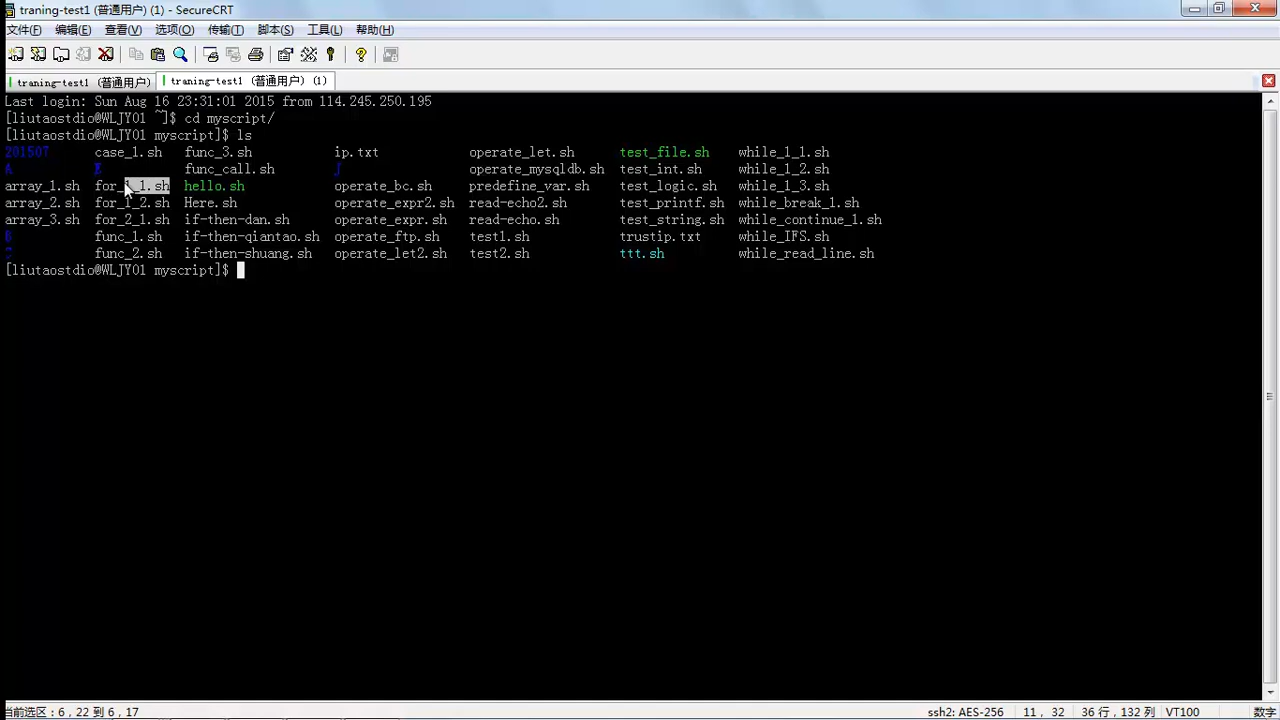 traning-test1 (普通用户) (1) - SecureCRT
文件(F) 编辑(E) 查看(V) 选项(O) 传输(T) 脚本(S) 工具(L) 帮助(H)
traning-test1 (普通用户) traning-test1 (普通用户) (1)
Last login: Sun Aug 16 23:31:01 2015 from 114.245.250.195
[liutaostdio@WLJY01 ~]$ cd myscript/
[liutaostdio@WLJY01 myscript]$ ls
201507 case_1.sh func_3.sh ip.txt operate_let.sh test_file.sh while_1_1.sh
A E func_call.sh J operate_mysqldb.sh test_int.sh while_1_2.sh
array_1.sh for_1_1.sh hello.sh operate_bc.sh predefine_var.sh test_logic.sh while_1_3.sh
array_2.sh for_1_2.sh Here.sh operate_expr2.sh read-echo2.sh test_printf.sh while_break_1.sh
array_3.sh for_2_1.sh if-then-dan.sh operate_expr.sh read-echo.sh test_string.sh while_continue_1.sh
B func_1.sh if-then-qiantao.sh operate_ftp.sh test1.sh trustip.txt while_IFS.sh
func_2.sh if-then-shuang.sh operate_let2.sh test2.sh ttt.sh while_read_line.sh
[liutaostdio@WLJY01 myscript]$
当前选区：6，22 到 6，17 ssh2: AES-256 11，32 36 行，132 列 VT100 数字